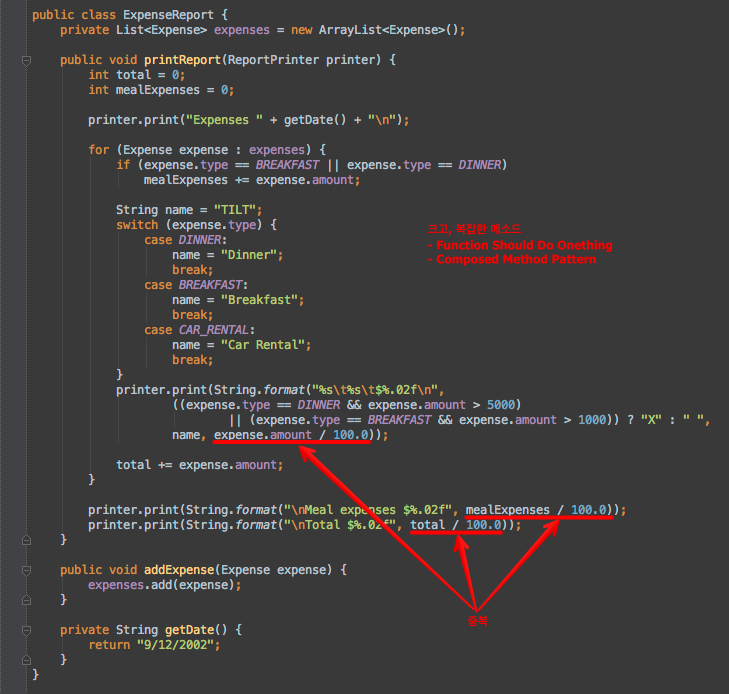 public class ExpenseReport {
    private List<Expense> expenses = new ArrayList<Expense>();
    public void printReport(ReportPrinter printer) {
        int total = 0;
        int mealExpenses = 0;
        printer.print("Expenses " + getDate() + "\n");
        for (Expense expense : expenses) {
            if (expense.type == BREAKFAST || expense.type == DINNER)
                mealExpenses += expense.amount;
            String name = "TILT";
            switch (expense.type) {
                case DINNER:
                    name = "Dinner";
                    break;
                case BREAKFAST:
                    name = "Breakfast";
                    break;
                case CAR_RENTAL:
                    name = "Car Rental";
                    break;
            }
크고, 복잡한 메소드
- Function Should Do Onething
- Composed Method Pattern
            printer.print(String.format("%s\t%s\t$%.02f\n",
                    ((expense.type == DINNER && expense.amount > 5000)
                            || (expense.type == BREAKFAST && expense.amount > 1000)) ? "X" : " ",
                    name, expense.amount / 100.0));
            total += expense.amount;
        }
        printer.print(String.format("\nMeal expenses $%.02f", mealExpenses / 100.0));
        printer.print(String.format("\nTotal $%.02f", total / 100.0));
    }
    public void addExpense(Expense expense) {
        expenses.add(expense);
    }
중복
    private String getDate() {
        return "9/12/2002";
    }
}